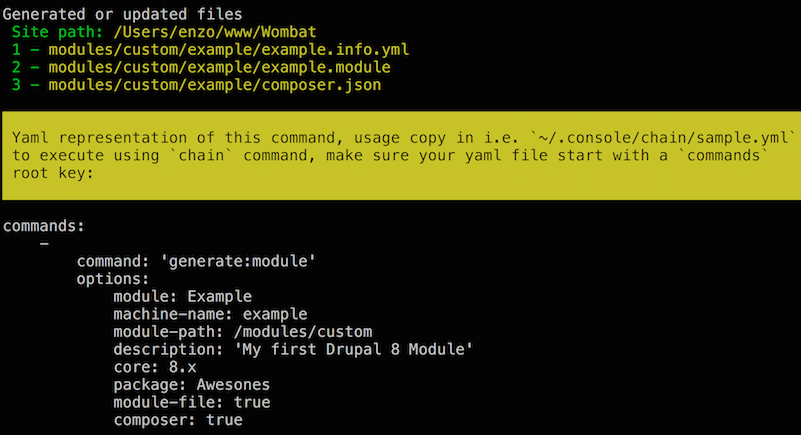 Generated or updated files
Site path: /Users/enzo/www/Wombat
1 - modules/custom/example/example.info.yml
2 - modules/custom/example/example.module
3 - modules/custom/example/composer.json
Yaml representation of this command, usage copy in i.e. `~/.console/chain/sample.yml`
to execute using `chain` command, make sure your yaml file start with a `commands`
root key:
commands:
-
command: 'generate:module'
options:
module: Example
machine-name: example
module-path: /modules/custom
description: 'My first Drupal 8 Module'
core: 8.x
package: Awesones
module-file: true
composer: true